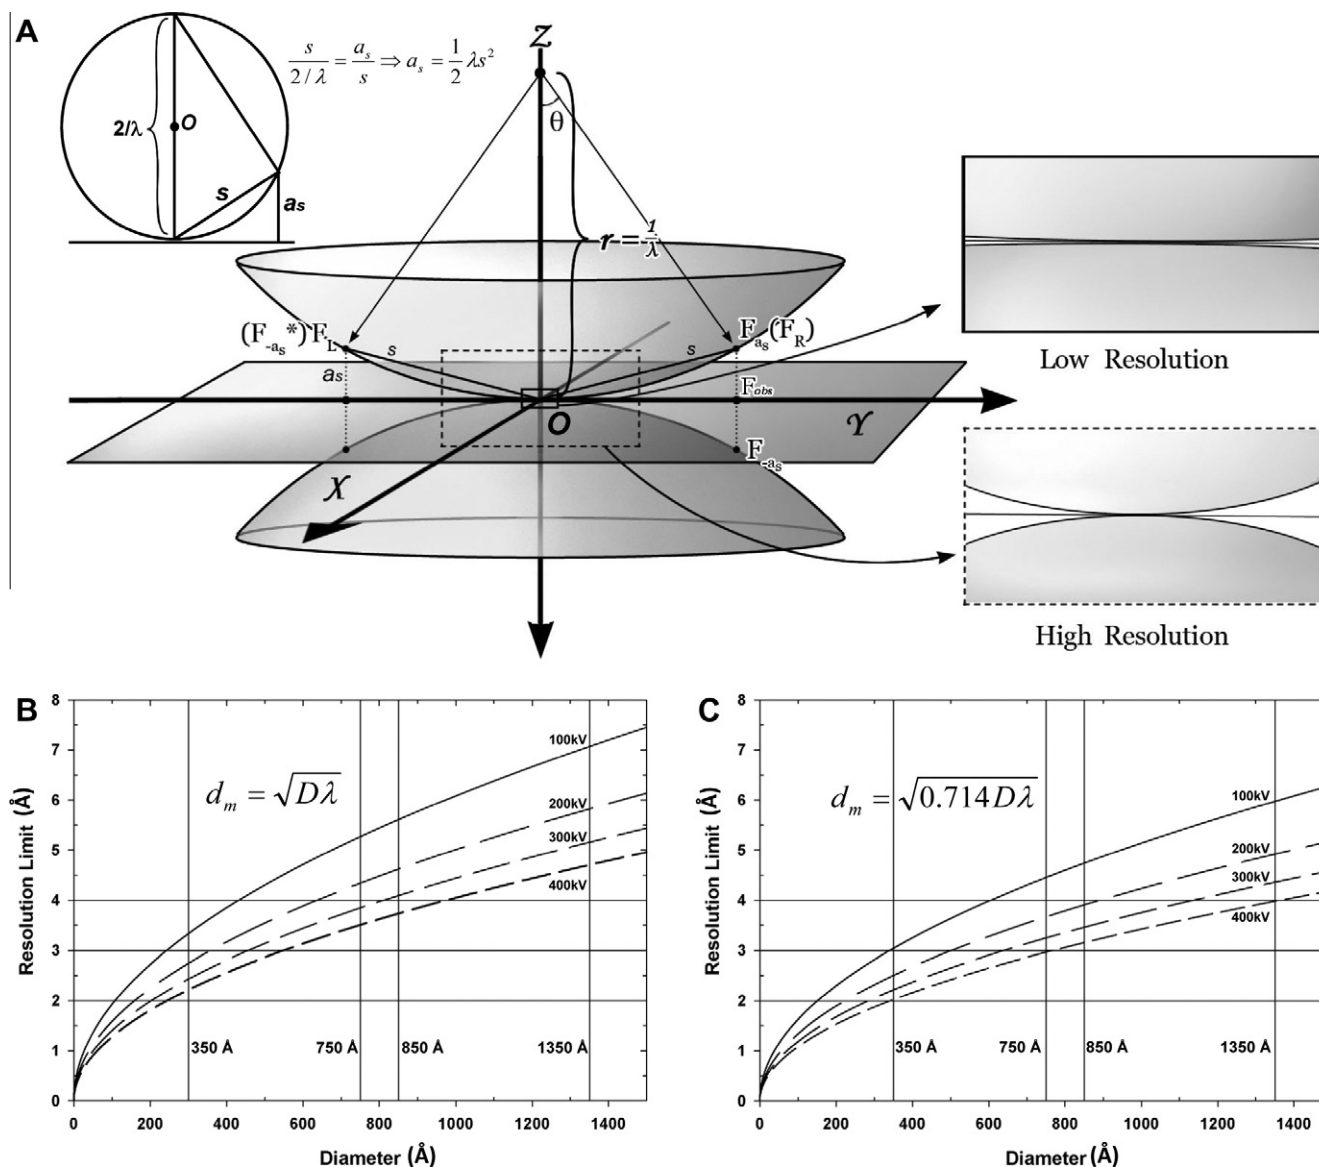 A
2/λ
O
s
a_s
s/(2/λ) = a_s/s ⇒ a_s = 1/2 λs²
Z
θ
r = 1/λ
(F_-a_s*) F_L
s
s
F_a_s (F_R)
a_s
F_obs
O
Y
F_-a_s
X
Low Resolution
High Resolution
B
8
7
6
5
4
3
2
1
0
Resolution Limit (Å)
d_m = √Dλ
100kV
200kV
300kV
400kV
350 Å
750 Å
850 Å
1350 Å
0
200
400
600
800
1000
1200
1400
Diameter (Å)
C
8
7
6
5
4
3
2
1
0
Resolution Limit (Å)
d_m = √0.714Dλ
100kV
200kV
300kV
400kV
350 Å
750 Å
850 Å
1350 Å
0
200
400
600
800
1000
1200
1400
Diameter (Å)